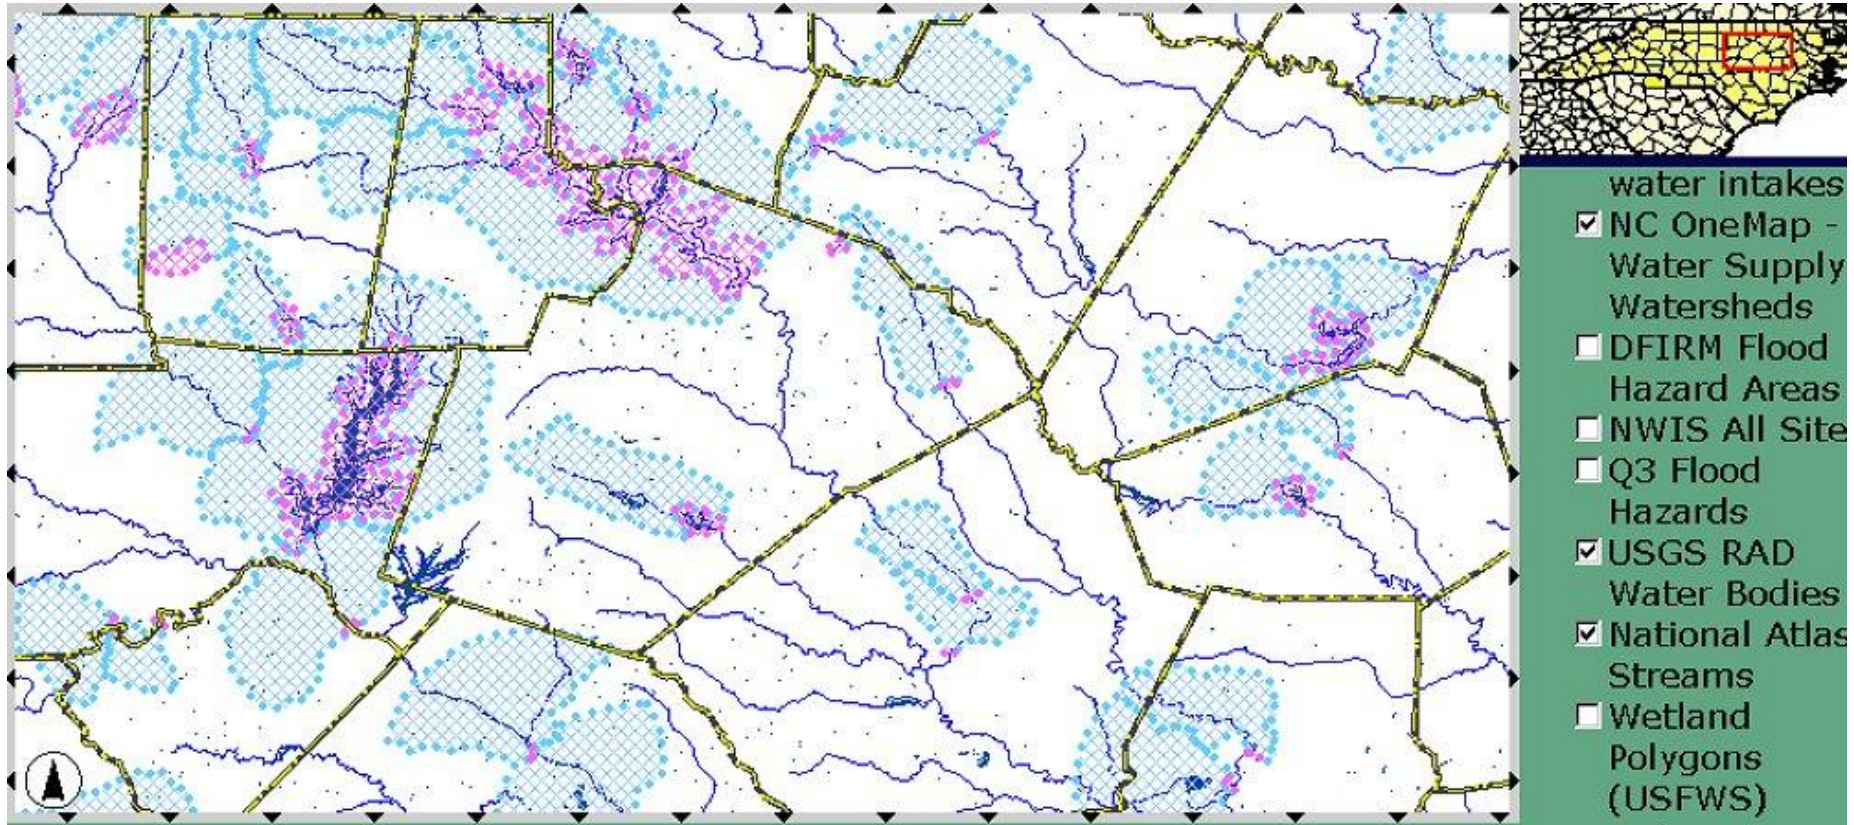 water intakes
NC OneMap -
Water Supply
Watersheds
DFIRM Flood
Hazard Areas
NWIS All Site
Q3 Flood
Hazards
USGS RAD
Water Bodies
National Atlas
Streams
Wetland
Polygons
(USFWS)